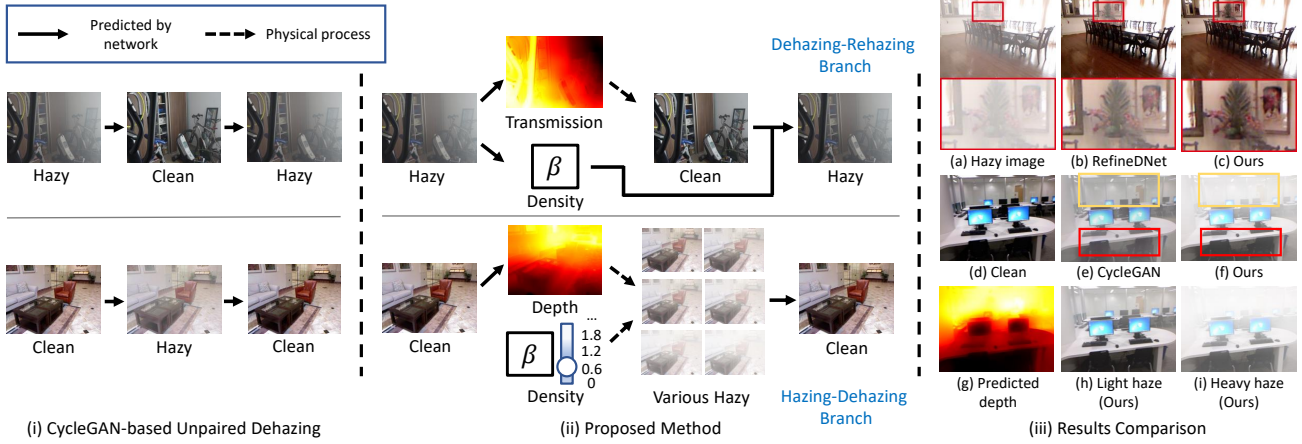 Predicted by
network
Physical process
Hazy
Clean
Hazy
Clean
Hazy
Clean
(i) CycleGAN-based Unpaired Dehazing
Dehazing-Rehazing
Branch
Transmission
Hazy
β
Density
Clean
Hazy
Clean
Depth
...
1.8
1.2
0.6
0
β
Density
Various Hazy
Clean
Hazing-Dehazing
Branch
(ii) Proposed Method
(a) Hazy image
(b) RefineDNet
(c) Ours
(d) Clean
(e) CycleGAN
(f) Ours
(g) Predicted
depth
(h) Light haze
(Ours)
(i) Heavy haze
(Ours)
(iii) Results Comparison